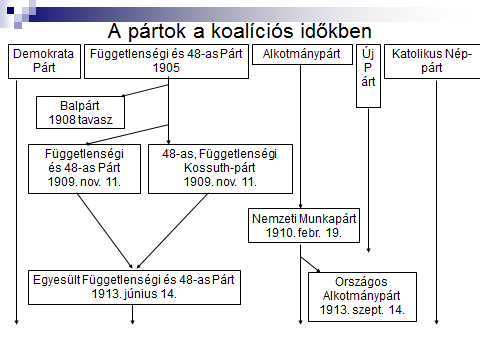 A pártok a koalíciós időkben
Demokrata
Párt
Függetlenségi és 48-as Párt
1905
Alkotmánypárt
Új
P
árt
Katolikus Nép-
párt
Balpárt
1908 tavasz
Függetlenségi
és 48-as Párt
1909. nov. 11.
48-as, Függetlenségi
Kossuth-párt
1909. nov. 11.
Nemzeti Munkapárt
1910. febr. 19.
Egyesült Függetlenségi és 48-as Párt
1913. június 14.
Országos
Alkotmánypárt
1913. szept. 14.